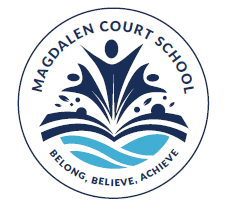 MAGDALEN COURT SCHOOL
BELONG, BELIEVE, ACHIEVE